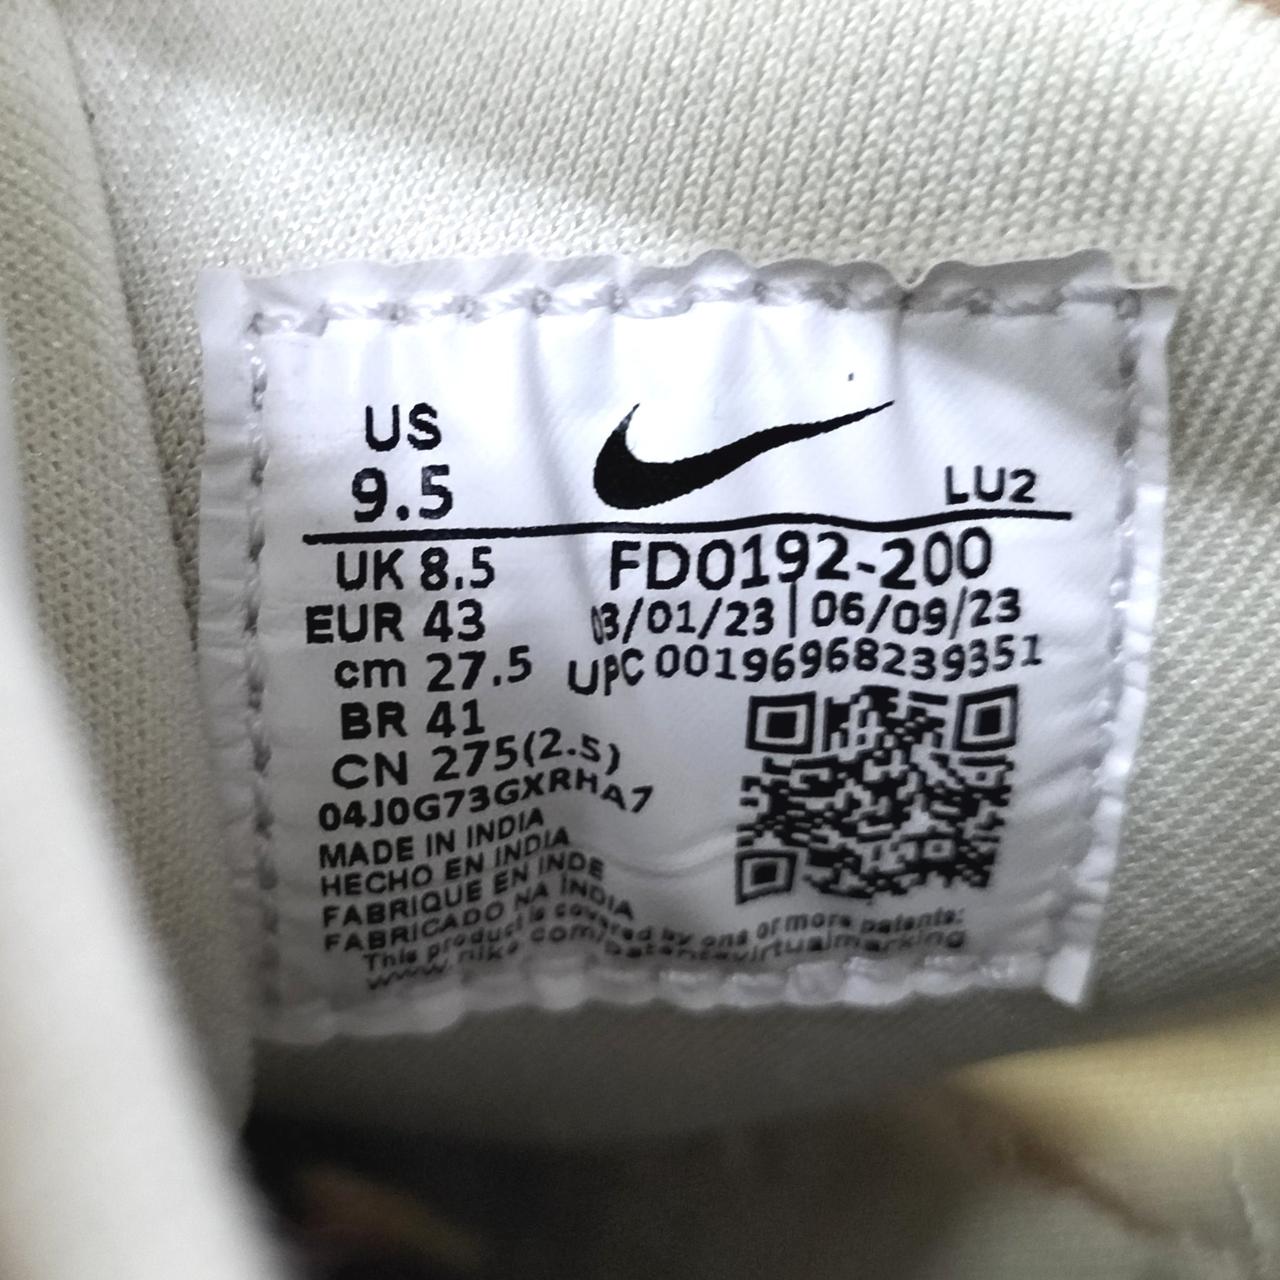 US
9.5
LU2
UK 8.5
FD0192-200
EUR 43
03/01/23 | 06/09/23
cm 27.5
UPC 00196968239351
BR 41
CN 275(2.5)
04J0G73GXRHA7
MADE IN INDIA
HECHO EN INDIA
FABRIQUE EN INDE
FABRICADO NA INDIA
This product is covered by one or more patents:
www.nike.com/patentsvirtualmarking